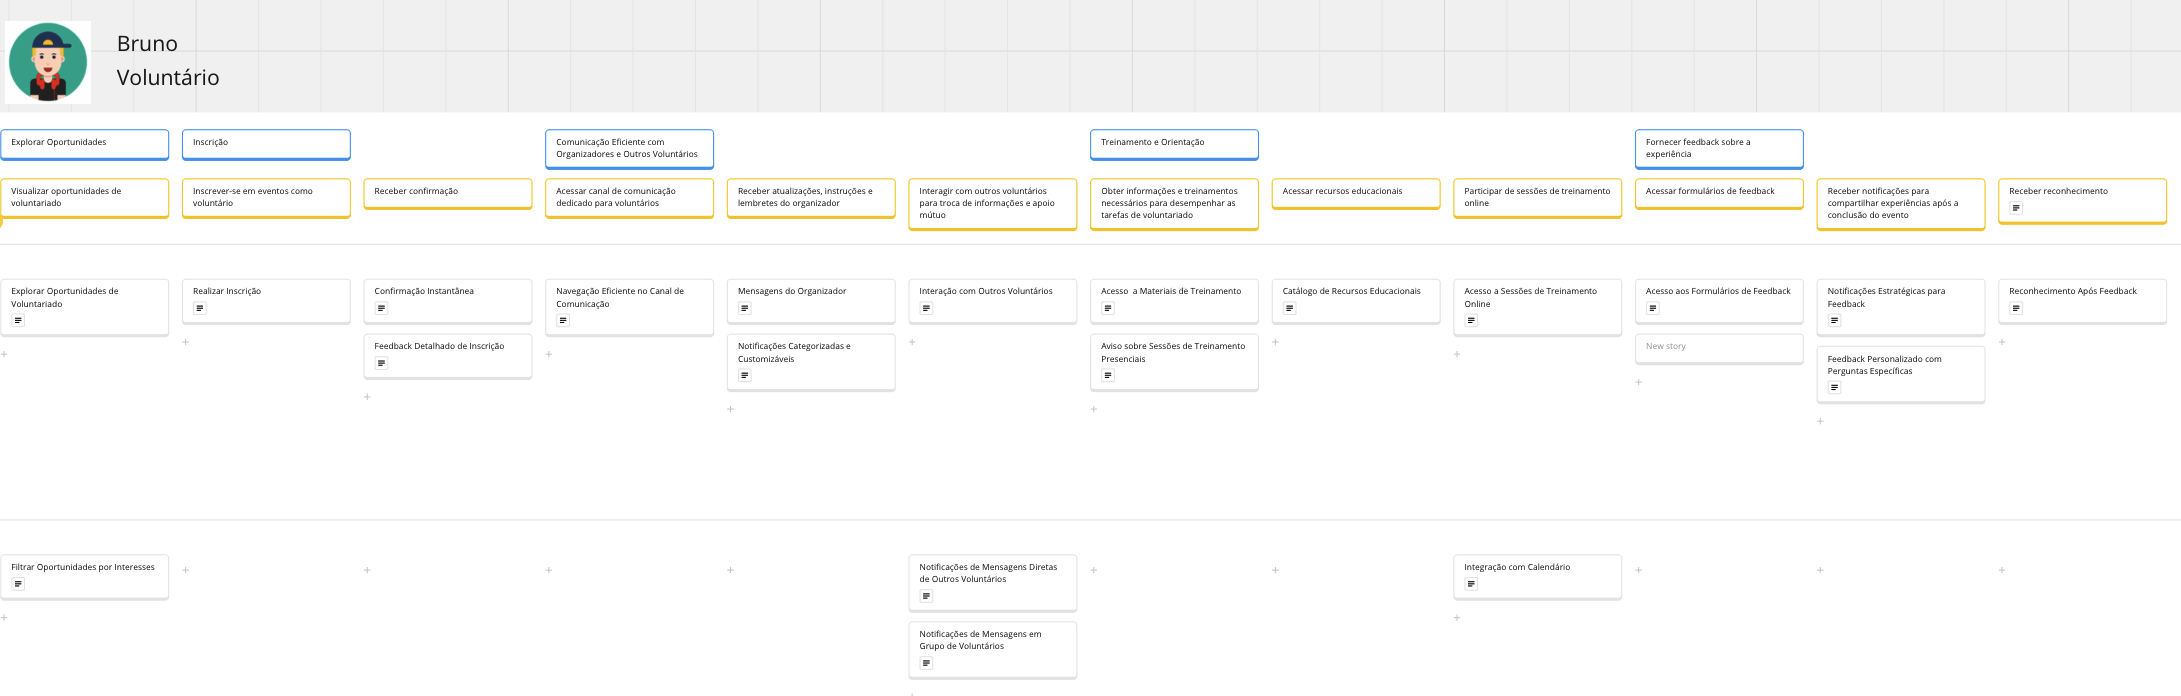 Bruno
Voluntário
Explorar Oportunidades
Inscrição
Comunicação Eficiente com
Organizadores e Outros Voluntários
Treinamento e Orientação
Fornecer feedback sobre a
experiência
Visualizar oportunidades de
voluntariado
Inscrever-se em eventos como
voluntário
Receber confirmação
Acessar canal de comunicação
dedicado para voluntários
Receber atualizações, instruções e
lembretes do organizador
Interagir com outros voluntários
para troca de informações e apoio
mútuo
Obter informações e treinamentos
necessários para desempenhar as
tarefas de voluntariado
Acessar recursos educacionais
Participar de sessões de treinamento
online
Acessar formulários de feedback
Receber notificações para
compartilhar experiências após a
conclusão do evento
Receber reconhecimento
Explorar Oportunidades de
Voluntariado
Realizar Inscrição
Confirmação Instantânea
Feedback Detalhado de Inscrição
Navegação Eficiente no Canal de
Comunicação
Mensagens do Organizador
Notificações Categorizadas e
Customizáveis
Interação com Outros Voluntários
Acesso a Materiais de Treinamento
Aviso sobre Sessões de Treinamento
Presenciais
Catálogo de Recursos Educacionais
Acesso a Sessões de Treinamento
Online
Acesso aos Formulários de Feedback
New story
Notificações Estratégicas para
Feedback
Feedback Personalizado com
Perguntas Específicas
Reconhecimento Após Feedback
Filtrar Oportunidades por Interesses
Notificações de Mensagens Diretas
de Outros Voluntários
Notificações de Mensagens em
Grupo de Voluntários
Integração com Calendário